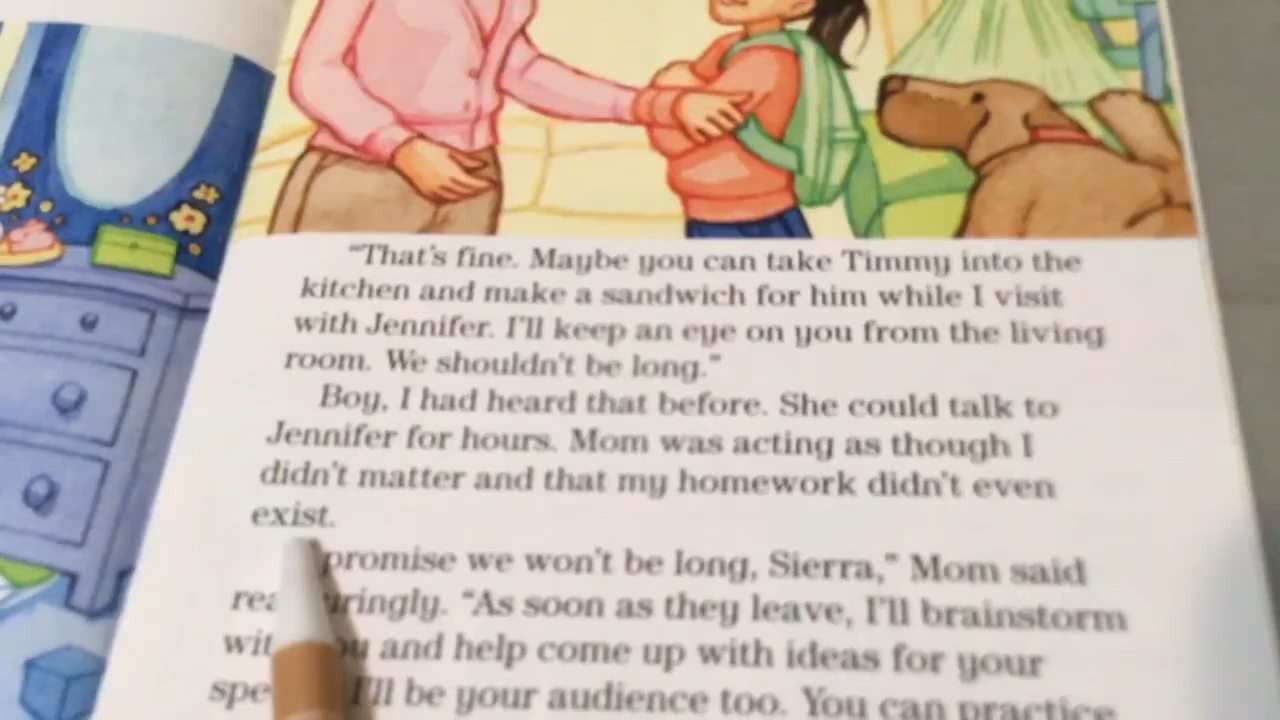 "That's fine. Maybe you can take Timmy into the
kitchen and make a sandwich for him while I visit
with Jennifer. I'll keep an eye on you from the living
room. We shouldn't be long."
Boy, I had heard that before. She could talk to
Jennifer for hours. Mom was acting as though I
didn't matter and that my homework didn't even
exist.
promise we won't be long, Sierra," Mom said
"As soon as they leave, I'll brainstorm
and help come up with ideas for your
I'll be your audience too. You can practice